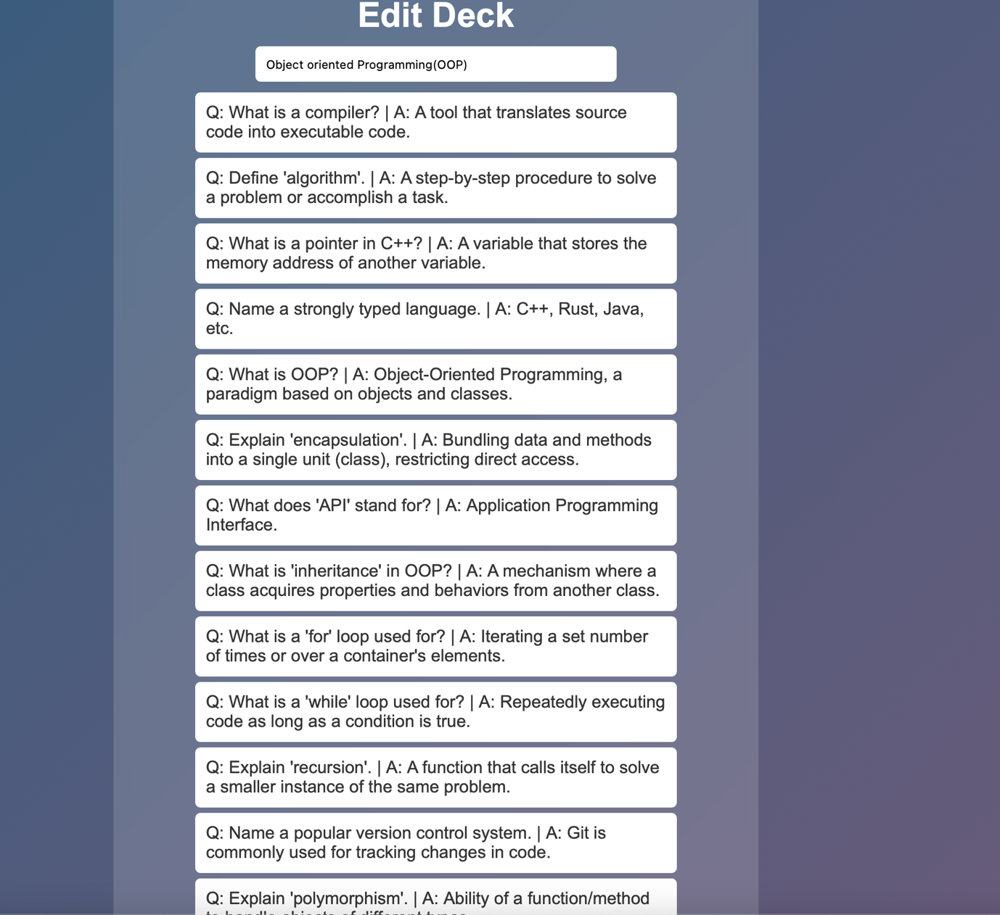 Edit Deck
Object oriented Programming(OOP)
Q: What is a compiler? | A: A tool that translates source
code into executable code.
Q: Define 'algorithm'. | A: A step-by-step procedure to solve
a problem or accomplish a task.
Q: What is a pointer in C++? | A: A variable that stores the
memory address of another variable.
Q: Name a strongly typed language. | A: C++, Rust, Java,
etc.
Q: What is OOP? | A: Object-Oriented Programming, a
paradigm based on objects and classes.
Q: Explain 'encapsulation'. | A: Bundling data and methods
into a single unit (class), restricting direct access.
Q: What does 'API' stand for? | A: Application Programming
Interface.
Q: What is 'inheritance' in OOP? | A: A mechanism where a
class acquires properties and behaviors from another class.
Q: What is a 'for' loop used for? | A: Iterating a set number
of times or over a container's elements.
Q: What is a 'while' loop used for? | A: Repeatedly executing
code as long as a condition is true.
Q: Explain 'recursion'. | A: A function that calls itself to solve
a smaller instance of the same problem.
Q: Name a popular version control system. | A: Git is
commonly used for tracking changes in code.
Q: Explain 'polymorphism'. | A: Ability of a function/method
to handle objects of different types.